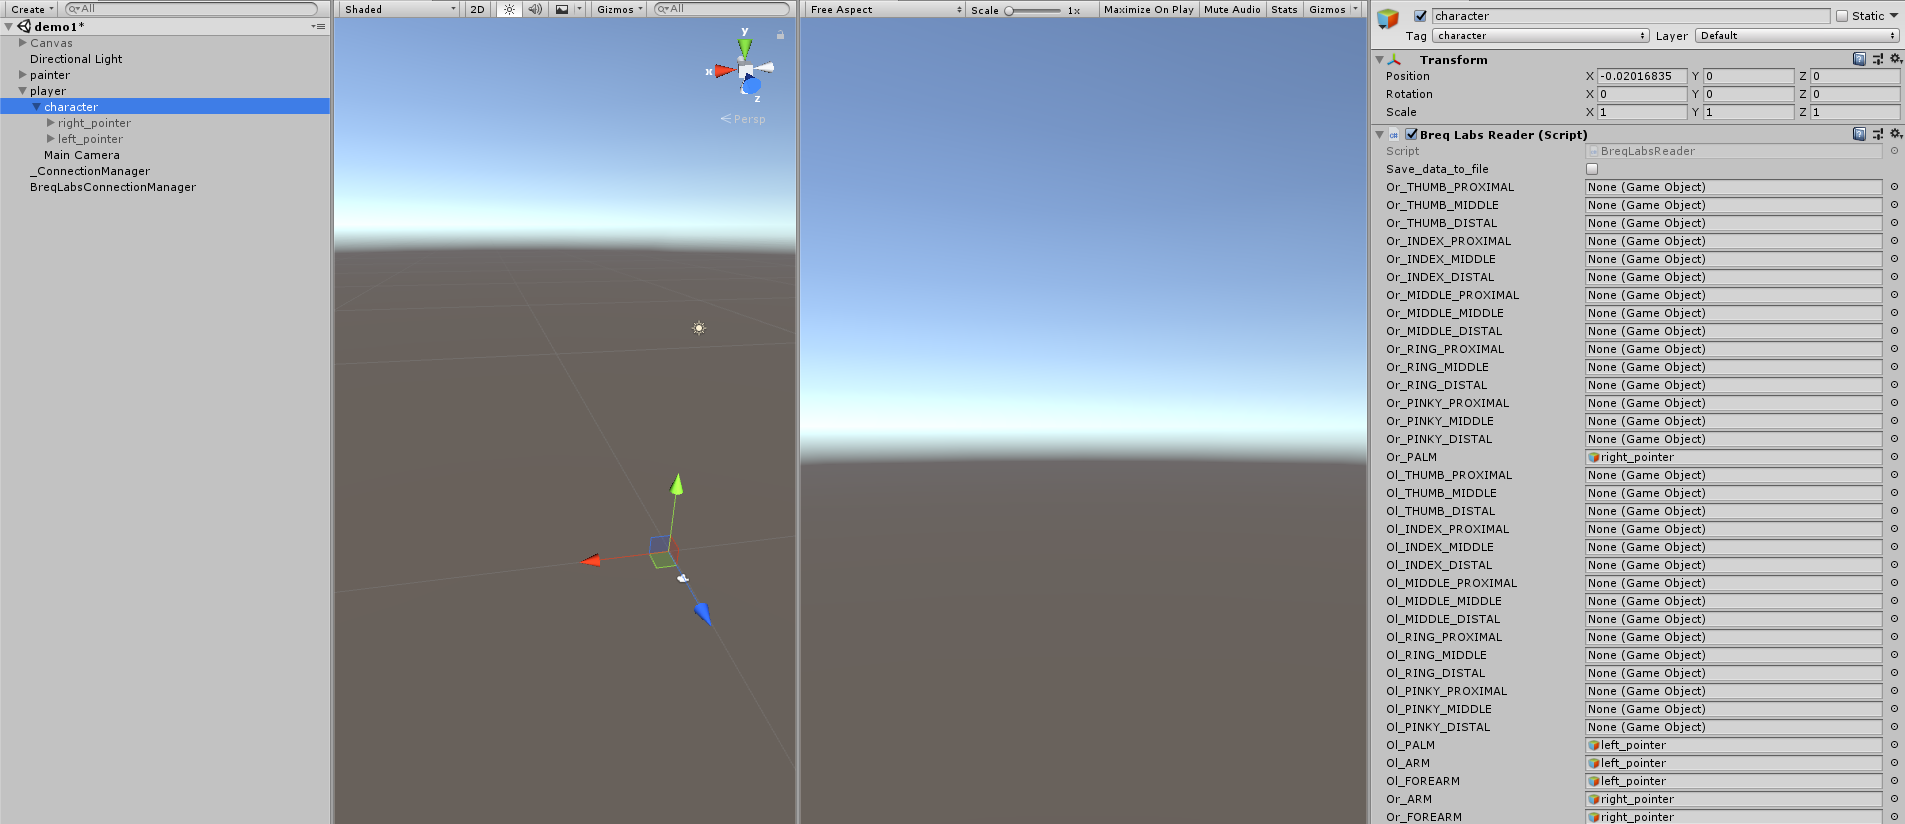 Create
All
demo1*
Canvas
Directional Light
painter
player
character
right_pointer
left_pointer
Main Camera
_ConnectionManager
BreqLabsConnectionManager
Shaded
2D
Gizmos
All
y
x
z
Persp
Free Aspect
Scale
1x
Maximize On Play
Mute Audio
Stats
Gizmos
character
Static
Tag
character
Layer
Default
Transform
Position X -0.02016835 Y 0 Z 0
Rotation X 0 Y 0 Z 0
Scale X 1 Y 1 Z 1
Breq Labs Reader (Script)
Script BreqLabsReader
Save_data_to_file
Or_THUMB_PROXIMAL None (Game Object)
Or_THUMB_MIDDLE None (Game Object)
Or_THUMB_DISTAL None (Game Object)
Or_INDEX_PROXIMAL None (Game Object)
Or_INDEX_MIDDLE None (Game Object)
Or_INDEX_DISTAL None (Game Object)
Or_MIDDLE_PROXIMAL None (Game Object)
Or_MIDDLE_MIDDLE None (Game Object)
Or_MIDDLE_DISTAL None (Game Object)
Or_RING_PROXIMAL None (Game Object)
Or_RING_MIDDLE None (Game Object)
Or_RING_DISTAL None (Game Object)
Or_PINKY_PROXIMAL None (Game Object)
Or_PINKY_MIDDLE None (Game Object)
Or_PINKY_DISTAL None (Game Object)
Or_PALM right_pointer
Ol_THUMB_PROXIMAL None (Game Object)
Ol_THUMB_MIDDLE None (Game Object)
Ol_THUMB_DISTAL None (Game Object)
Ol_INDEX_PROXIMAL None (Game Object)
Ol_INDEX_MIDDLE None (Game Object)
Ol_INDEX_DISTAL None (Game Object)
Ol_MIDDLE_PROXIMAL None (Game Object)
Ol_MIDDLE_MIDDLE None (Game Object)
Ol_MIDDLE_DISTAL None (Game Object)
Ol_RING_PROXIMAL None (Game Object)
Ol_RING_MIDDLE None (Game Object)
Ol_RING_DISTAL None (Game Object)
Ol_PINKY_PROXIMAL None (Game Object)
Ol_PINKY_MIDDLE None (Game Object)
Ol_PINKY_DISTAL None (Game Object)
Ol_PALM left_pointer
Ol_ARM left_pointer
Ol_FOREARM left_pointer
Or_ARM right_pointer
Or_FOREARM right_pointer